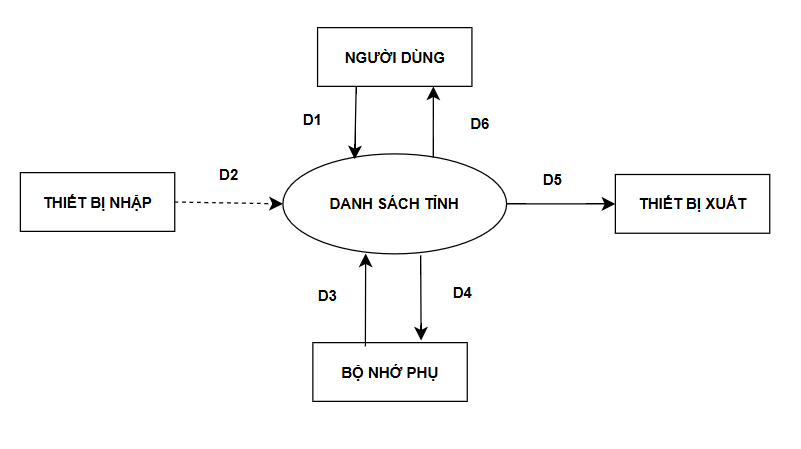 NGƯỜI DÙNG
D1
D6
D2
D5
THIẾT BỊ NHẬP
DANH SÁCH TỈNH
THIẾT BỊ XUẤT
D3
D4
BỘ NHỚ PHỤ